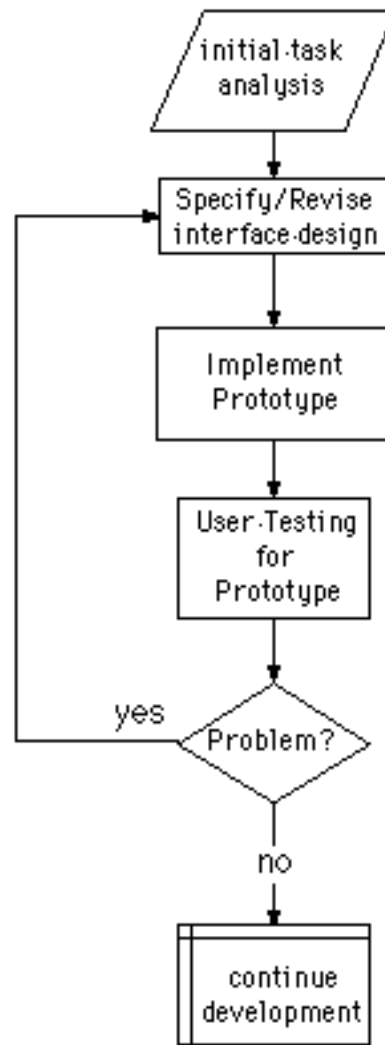 initial task
analysis
Specify/Revise
interface design
Implement
Prototype
User Testing
for
Prototype
yes
Problem?
no
continue
development